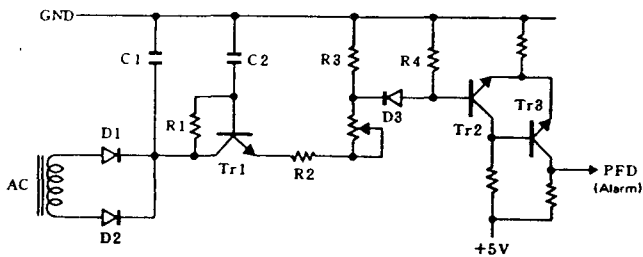 GND
C1
C2
R3
R4
D3
Tr2
Tr3
R1
D1
AC
Tr1
R2
D2
PFD
(Alarm)
+5V